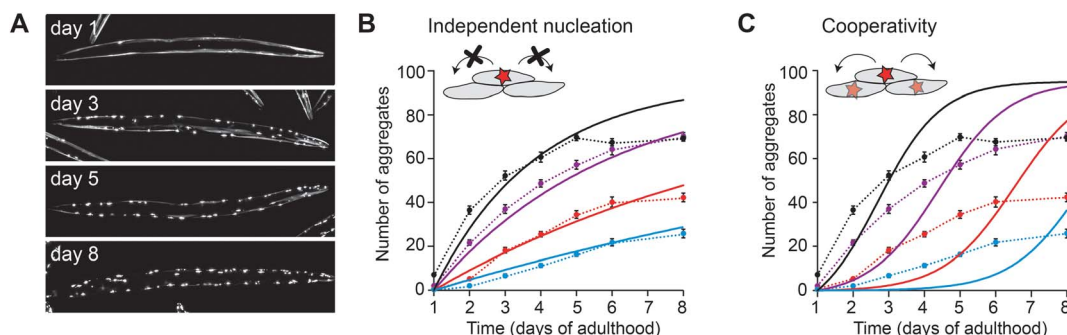 A
day 1
day 3
day 5
day 8
B Independent nucleation
Number of aggregates
100
80
60
40
20
0
1 2 3 4 5 6 7 8
Time (days of adulthood)
C Cooperativity
Number of aggregates
100
80
60
40
20
0
1 2 3 4 5 6 7 8
Time (days of adulthood)